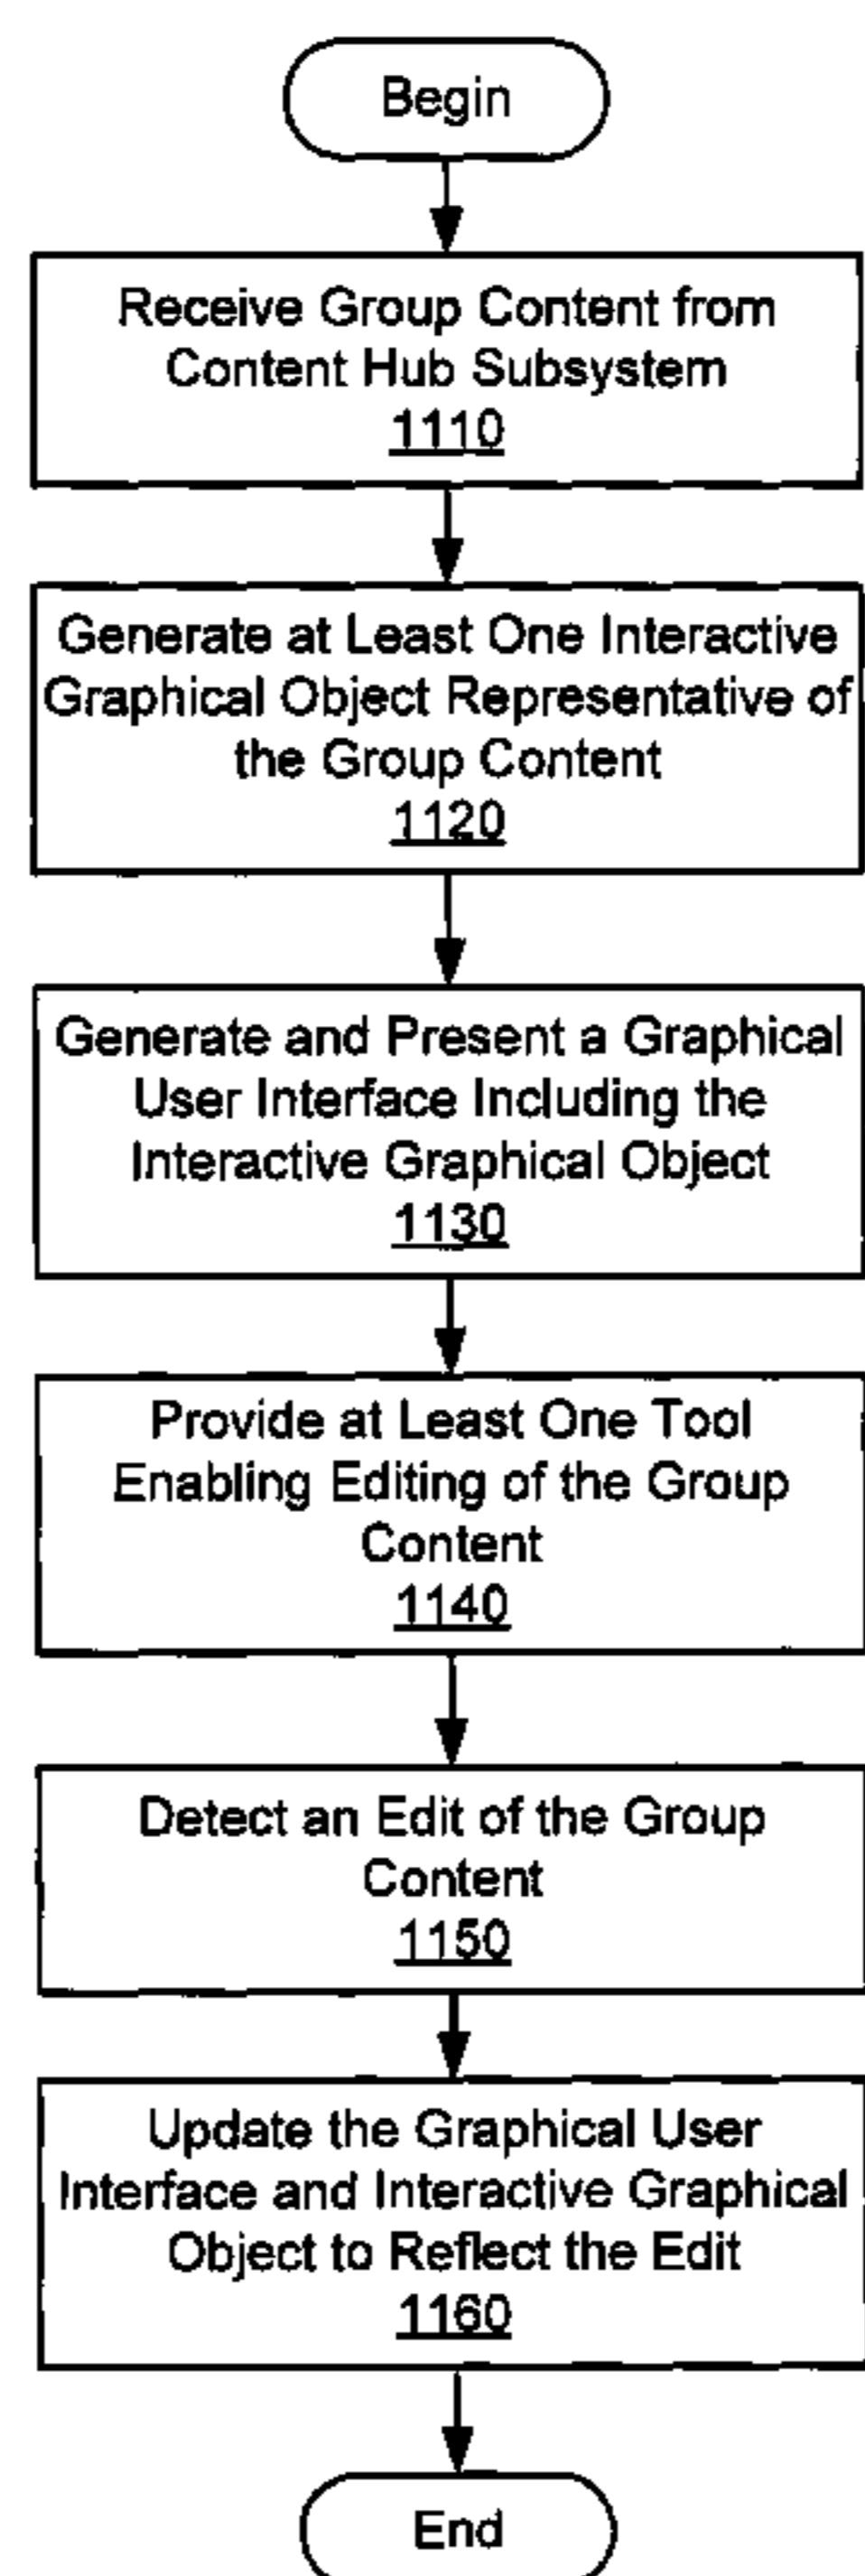 Begin
Receive Group Content from
Content Hub Subsystem
1110
Generate at Least One Interactive
Graphical Object Representative of
the Group Content
1120
Generate and Present a Graphical
User Interface Including the
Interactive Graphical Object
1130
Provide at Least One Tool
Enabling Editing of the Group
Content
1140
Detect an Edit of the Group
Content
1150
Update the Graphical User
Interface and Interactive Graphical
Object to Reflect the Edit
1160
End